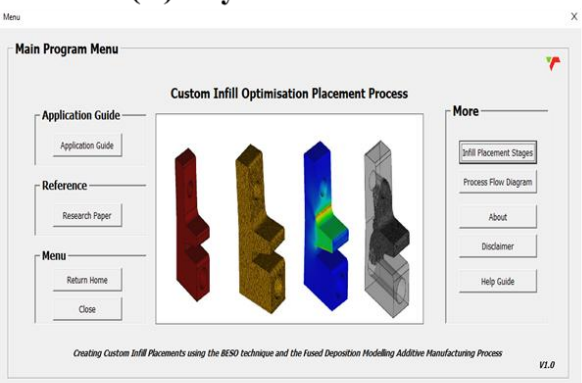 Menu
X
Main Program Menu
Custom Infill Optimisation Placement Process
Application Guide
Application Guide
Reference
Research Paper
Menu
Return Home
Close
More
Infill Placement Stages
Process Flow Diagram
About
Disclaimer
Help Guide
Creating Custom Infill Placements using the BESO technique and the Fused Deposition Modelling Additive Manufacturing Process
V1.0